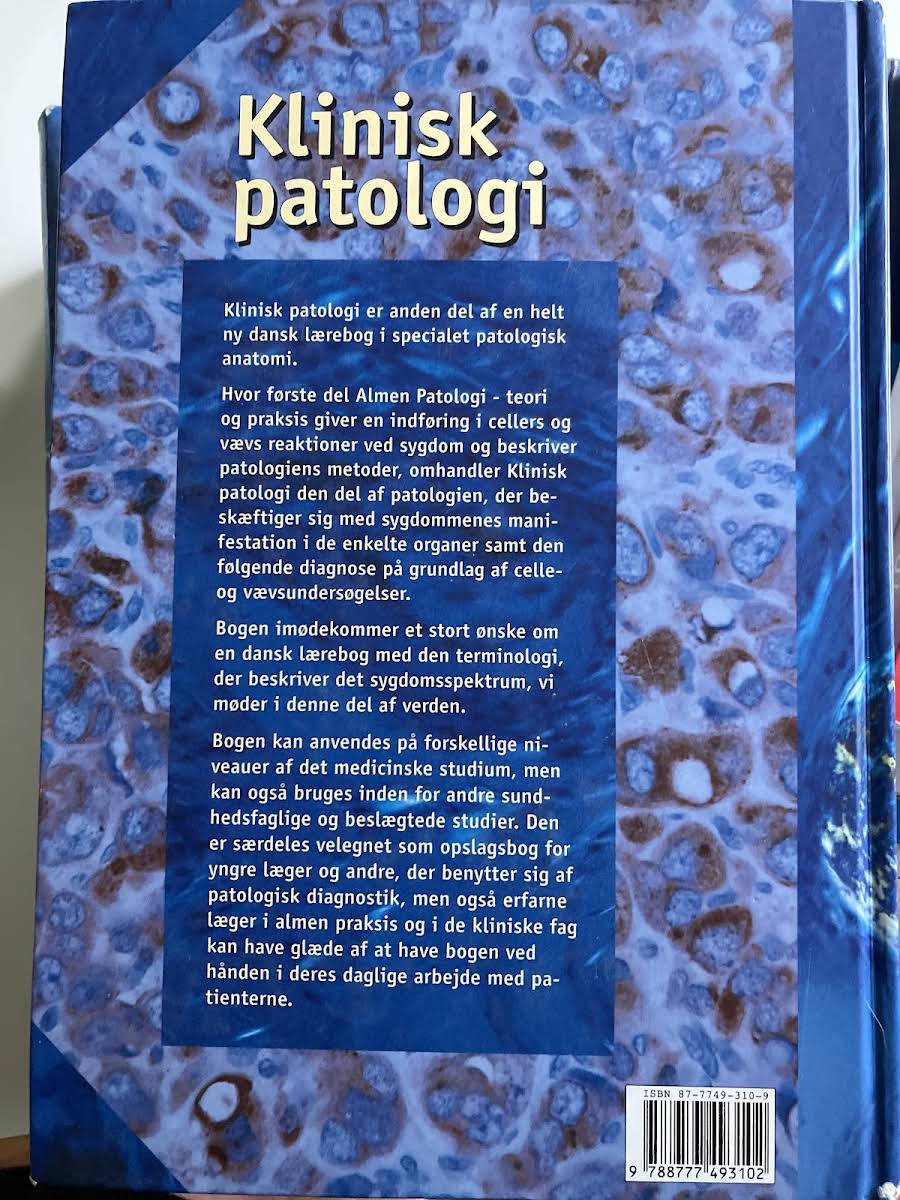 Klinisk
patologi
Klinisk patologi er anden del af en helt
ny dansk lærebog i specialet patologisk
anatomi.
Hvor første del Almen Patologi - teori
og praksis giver en indføring i cellers og
vævs reaktioner ved sygdom og beskriver
patologiens metoder, omhandler Klinisk
patologi den del af patologien, der be-
skæftiger sig med sygdommenes mani-
festation i de enkelte organer samt den
følgende diagnose på grundlag af celle-
og vævsundersøgelser.
Bogen imødekommer et stort ønske om
en dansk lærebog med den terminologi,
der beskriver det sygdomsspektrum, vi
møder i denne del af verden.
Bogen kan anvendes på forskellige ni-
veauer af det medicinske studium, men
kan også bruges inden for andre sund-
hedsfaglige og beslægtede studier. Den
er særdeles velegnet som opslagsbog for
yngre læger og andre, der benytter sig af
patologisk diagnostik, men også erfarne
læger i almen praksis og i de kliniske fag
kan have glæde af at have bogen ved
hånden i deres daglige arbejde med pa-
tienterne.
ISBN 87-7749-310-9
9 788777 493102